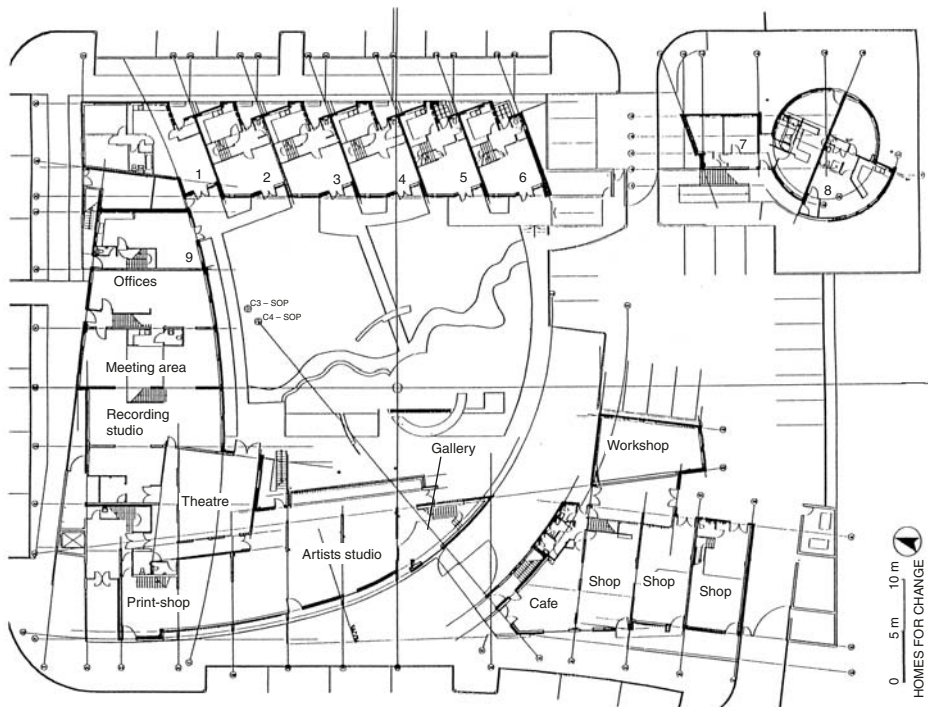 1
2
3
4
5
6
7
8
9
Offices
C3 – SOP
C4 – SOP
Meeting area
Recording
studio
Gallery
Workshop
Theatre
Artists studio
Print-shop
Cafe
Shop
Shop
Shop
10 m
5 m
0
HOMES FOR CHANGE